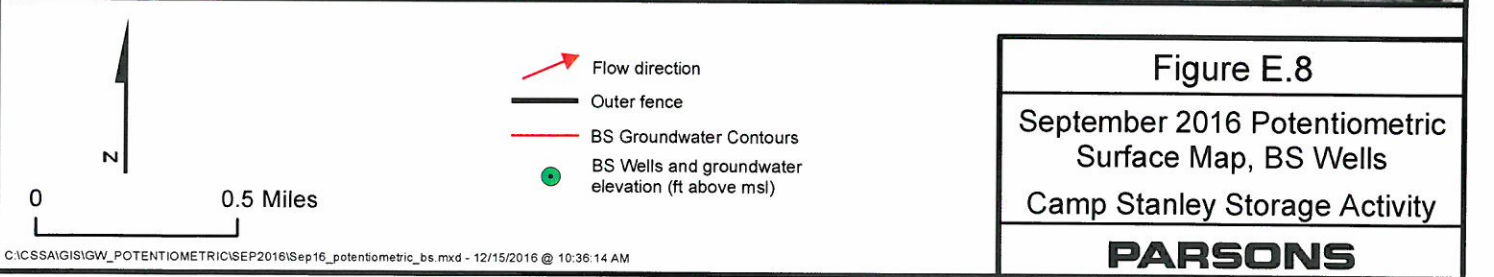 N
0 0.5 Miles
C:\CSSA\GIS\GW_POTENTIOMETRIC\SEP2016\Sep16_potentiometric_bs.mxd - 12/15/2016 @ 10:36:14 AM
Flow direction
Outer fence
BS Groundwater Contours
BS Wells and groundwater
elevation (ft above msl)
Figure E.8
September 2016 Potentiometric
Surface Map, BS Wells
Camp Stanley Storage Activity
PARSONS